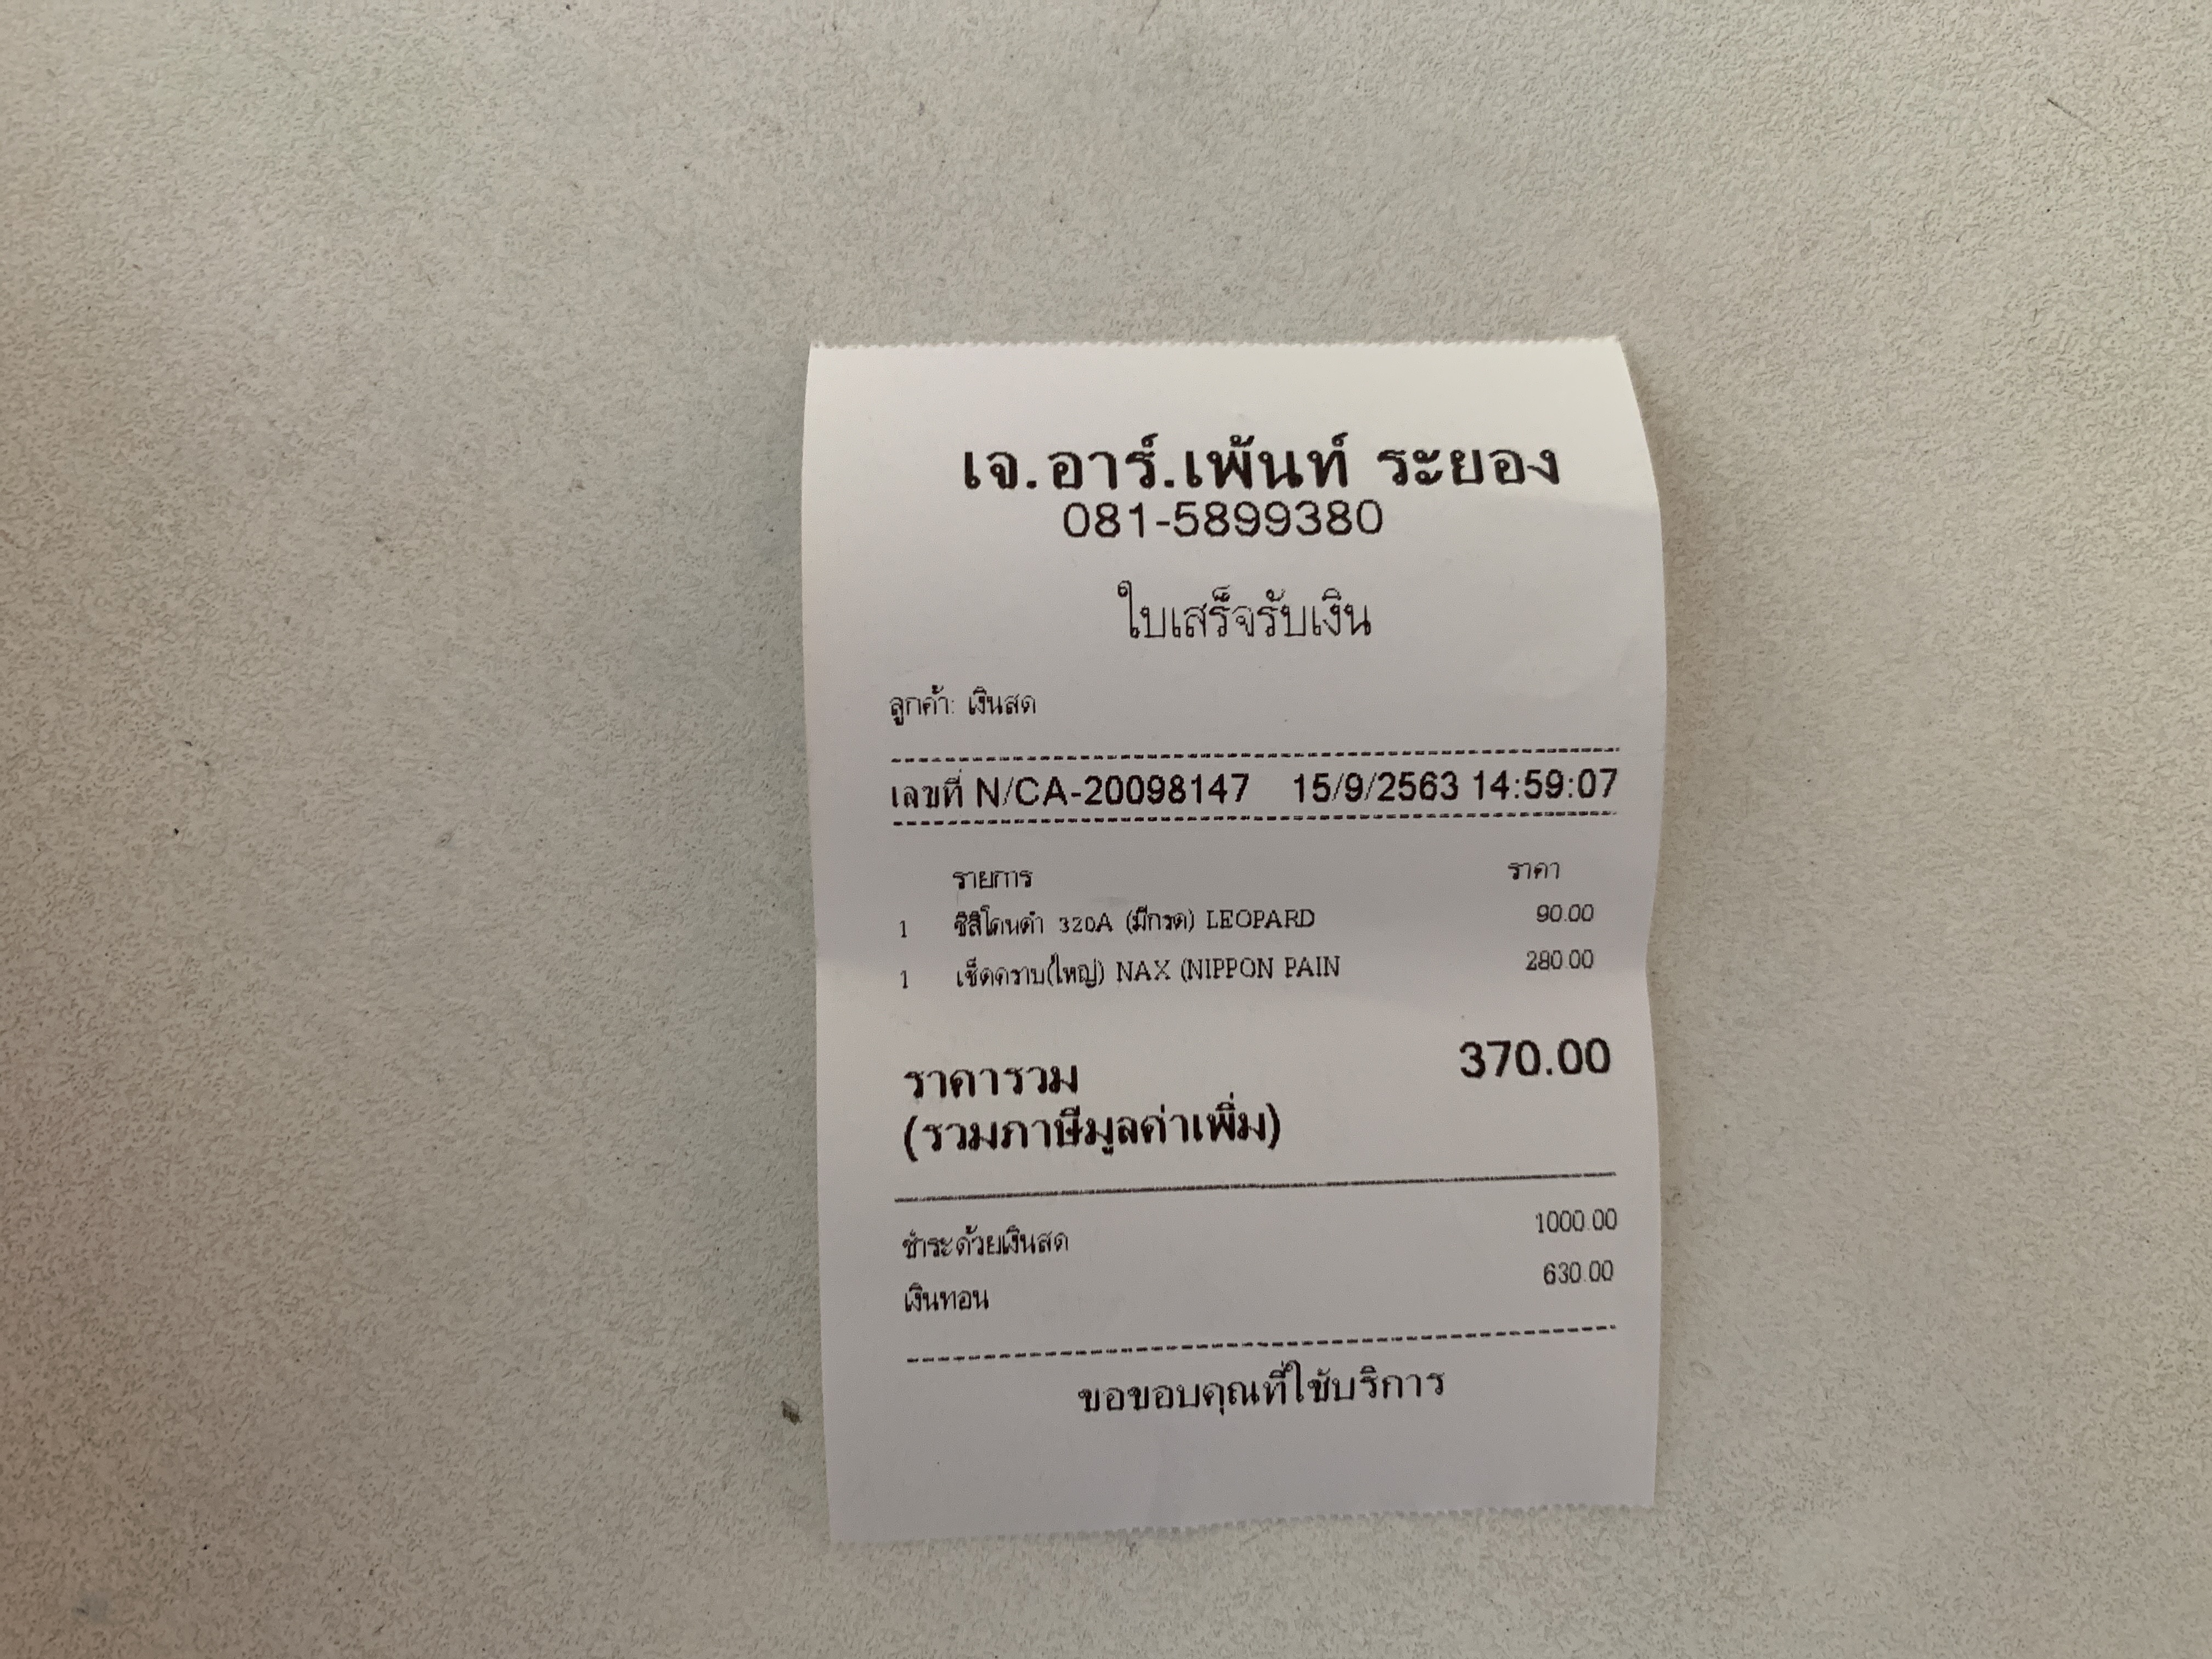 เจ.อาร์.เพ้นท์ ระยอง
081-5899380
ใบเสร็จรับเงิน
ลูกค้า: เงินสด
เลขที่ N/CA-20098147 15/9/2563 14:59:07
รายการ ราคา
1 ซิลิโคนดำ 320A (มีกรด) LEOPARD 90.00
1 เช็ดคราบ(ใหญ่) NAX (NIPPON PAIN 280.00
ราคารวม 370.00
(รวมภาษีมูลค่าเพิ่ม)
ชำระด้วยเงินสด 1000.00
เงินทอน 630.00
ขอขอบคุณที่ใช้บริการ